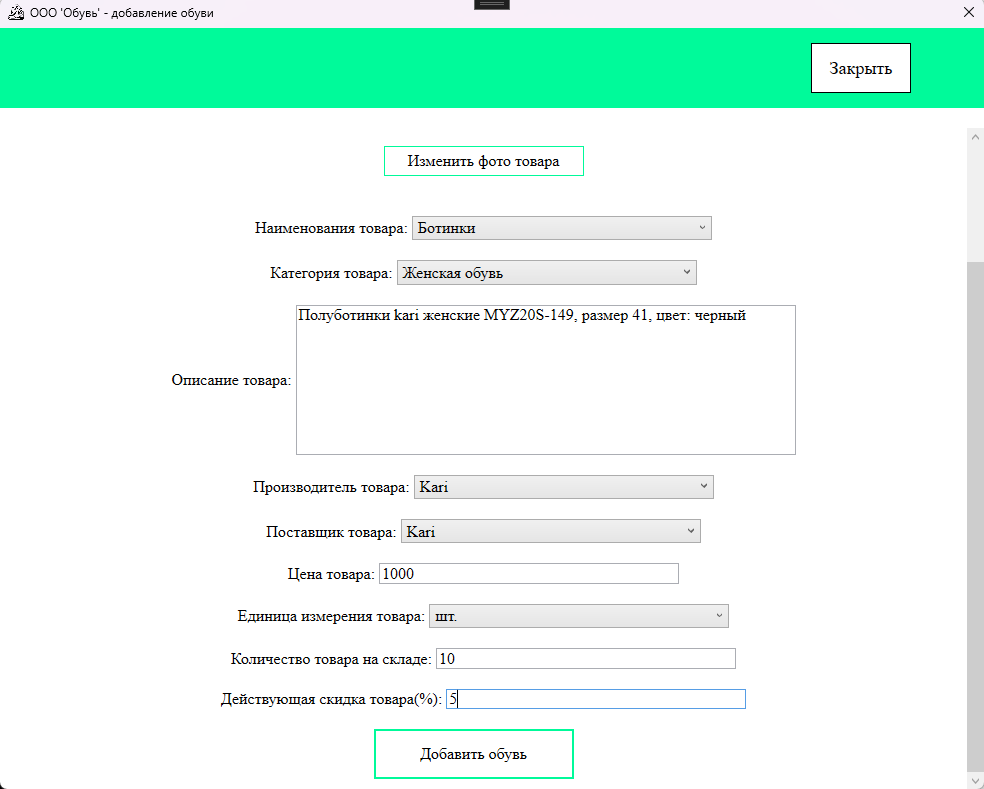 ООО 'Обувь' - добавление обуви
Закрыть
Изменить фото товара
Наименования товара: Ботинки
Категория товара: Женская обувь
Полуботинки kari женские MYZ20S-149, размер 41, цвет: черный
Описание товара:
Производитель товара: Kari
Поставщик товара: Kari
Цена товара: 1000
Единица измерения товара: шт.
Количество товара на складе: 10
Действующая скидка товара(%): 5
Добавить обувь